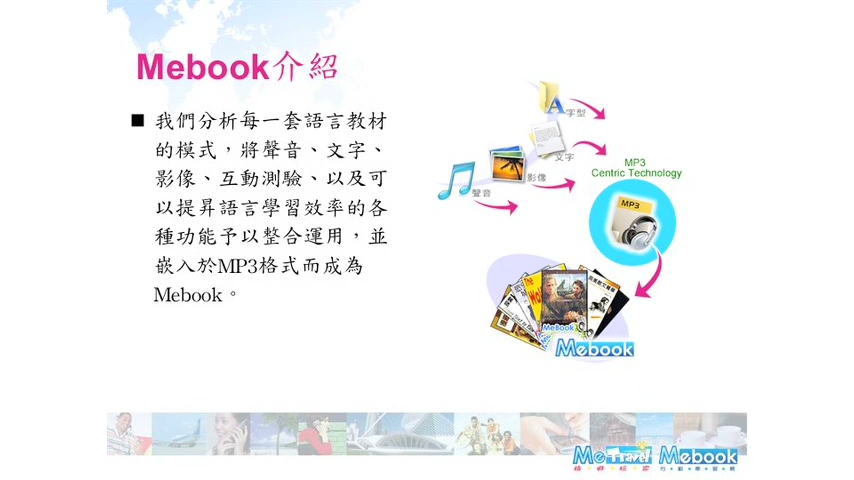 Mebook介紹
■ 我們分析每一套語言教材
的模式，將聲音、文字、
影像、互動測驗、以及可
以提昇語言學習效率的各
種功能予以整合運用，並
嵌入於MP3格式而成為
Mebook。
字型
文字
影像
聲音
MP3
Centric Technology
MP3
MeBook
Mebook
Me Travel
Mebook